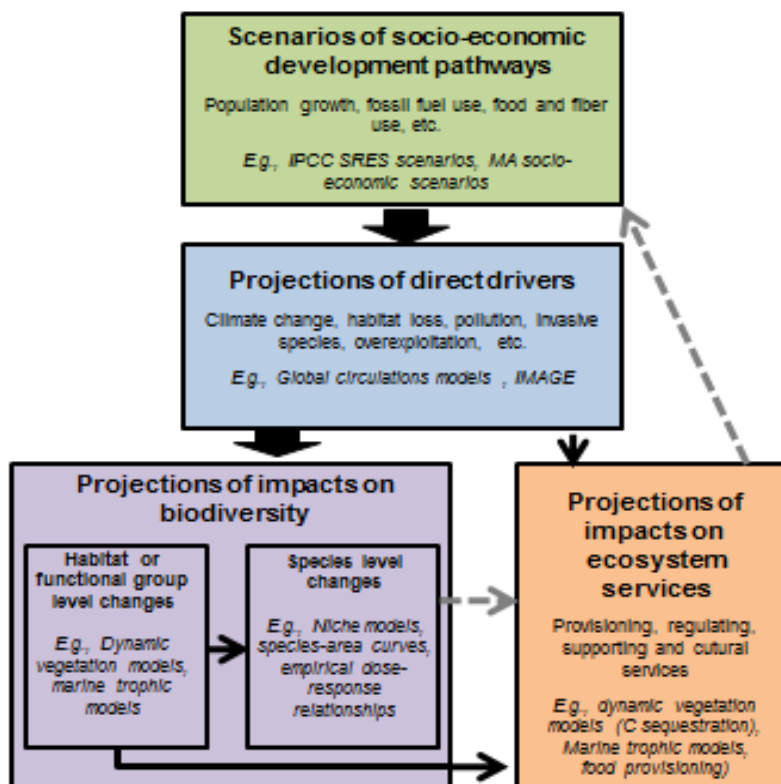 Scenarios of socio-economic
development pathways
Population growth, fossil fuel use, food and fiber
use, etc.
E.g., IPCC SRES scenarios, MA socio-
economic scenarios
Projections of direct drivers
Climate change, habitat loss, pollution, invasive
species, overexploitation, etc.
E.g., Global circulations models , IMAGE
Projections of impacts on
biodiversity
Habitat or
functional group
level changes
E.g., Dynamic
vegetation models,
marine trophic
models
Species level
changes
E.g., Niche models,
species-area curves,
empirical dose-
response
relationships
Projections of
impacts on
ecosystem
services
Provisioning, regulating,
supporting and cutural
services
E.g., dynamic vegetation
models (C sequestration),
Marine trophic models,
food provisioning)